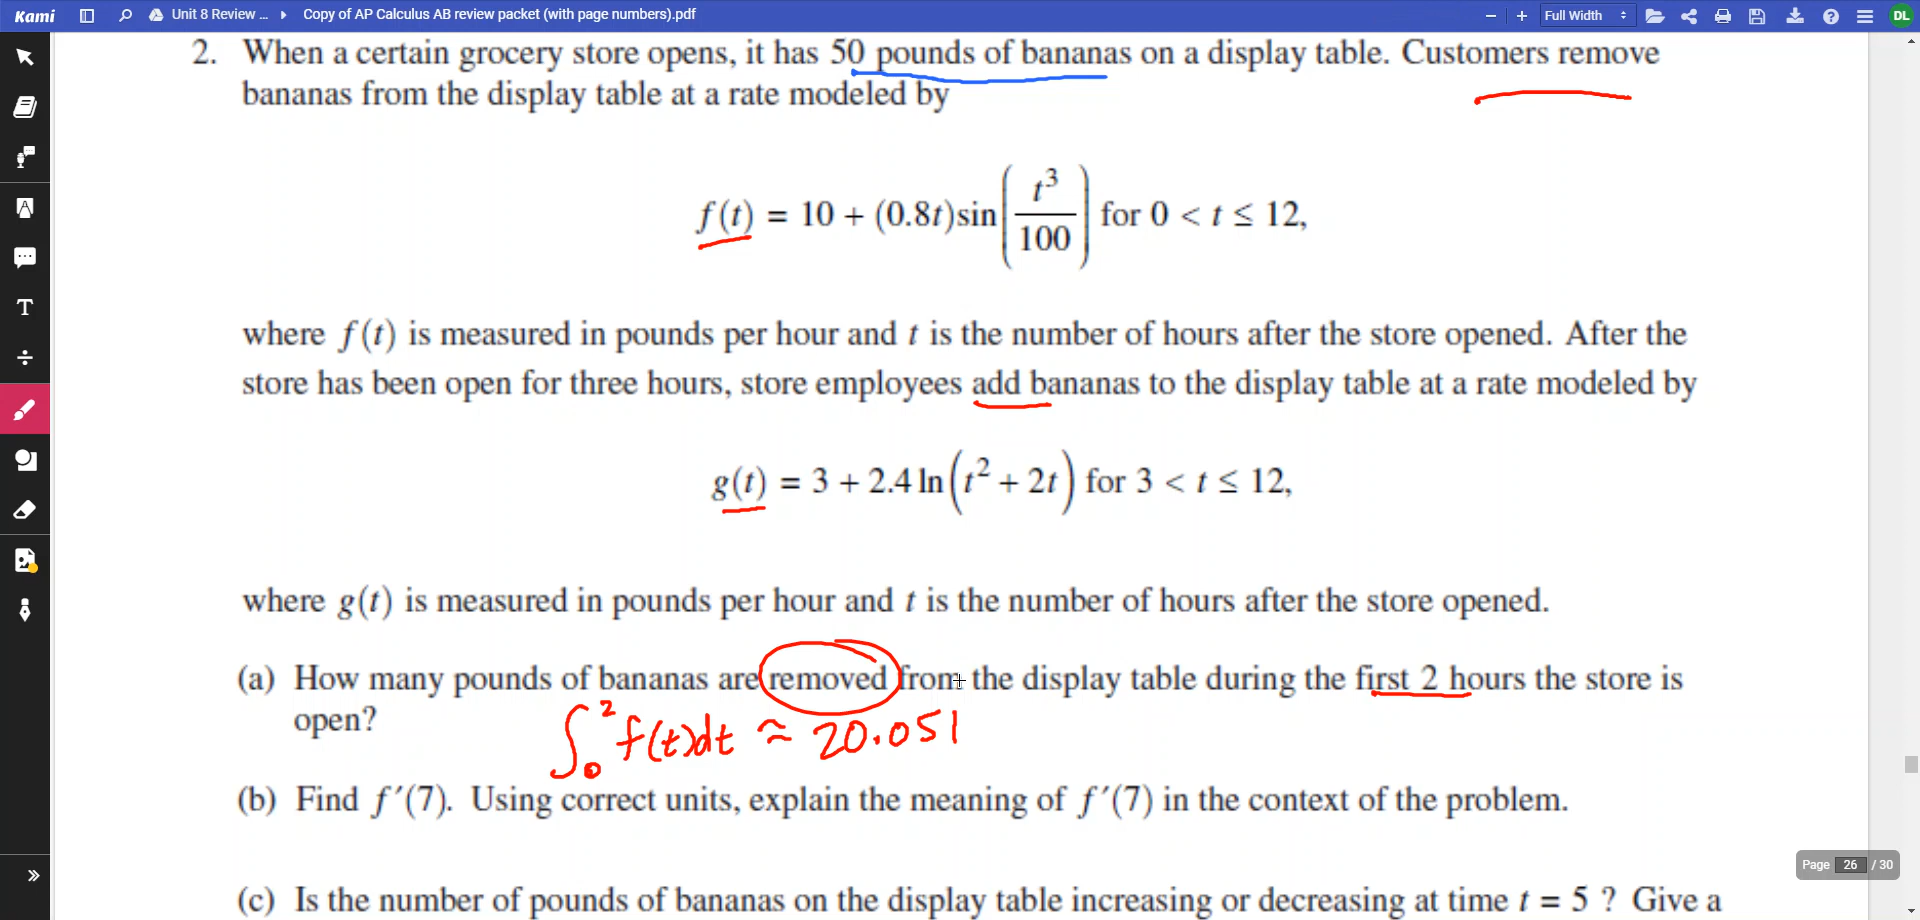 Kami Unit 8 Review ... Copy of AP Calculus AB review packet (with page numbers).pdf Full Width DL
2. When a certain grocery store opens, it has 50 pounds of bananas on a display table. Customers remove
bananas from the display table at a rate modeled by
f(t) = 10 + (0.8t)sin(t³/100) for 0 < t ≤ 12,
where f(t) is measured in pounds per hour and t is the number of hours after the store opened. After the
store has been open for three hours, store employees add bananas to the display table at a rate modeled by
g(t) = 3 + 2.4 ln(t² + 2t) for 3 < t ≤ 12,
where g(t) is measured in pounds per hour and t is the number of hours after the store opened.
(a) How many pounds of bananas are removed from the display table during the first 2 hours the store is
open?
∫₀² f(t)dt ≈ 20.051
(b) Find f′(7). Using correct units, explain the meaning of f′(7) in the context of the problem.
Page 26 / 30
(c) Is the number of pounds of bananas on the display table increasing or decreasing at time t = 5 ? Give a